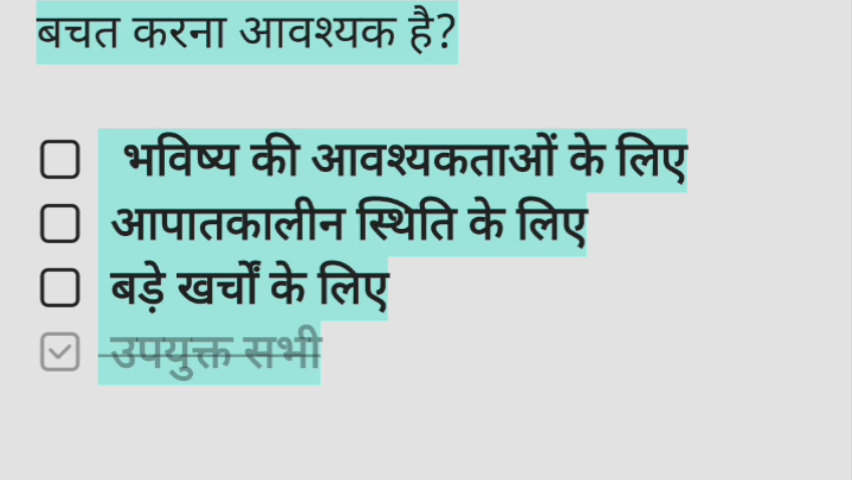 बचत करना आवश्यक है?
भविष्य की आवश्यकताओं के लिए
आपातकालीन स्थिति के लिए
बड़े खर्चों के लिए
उपयुक्त सभी